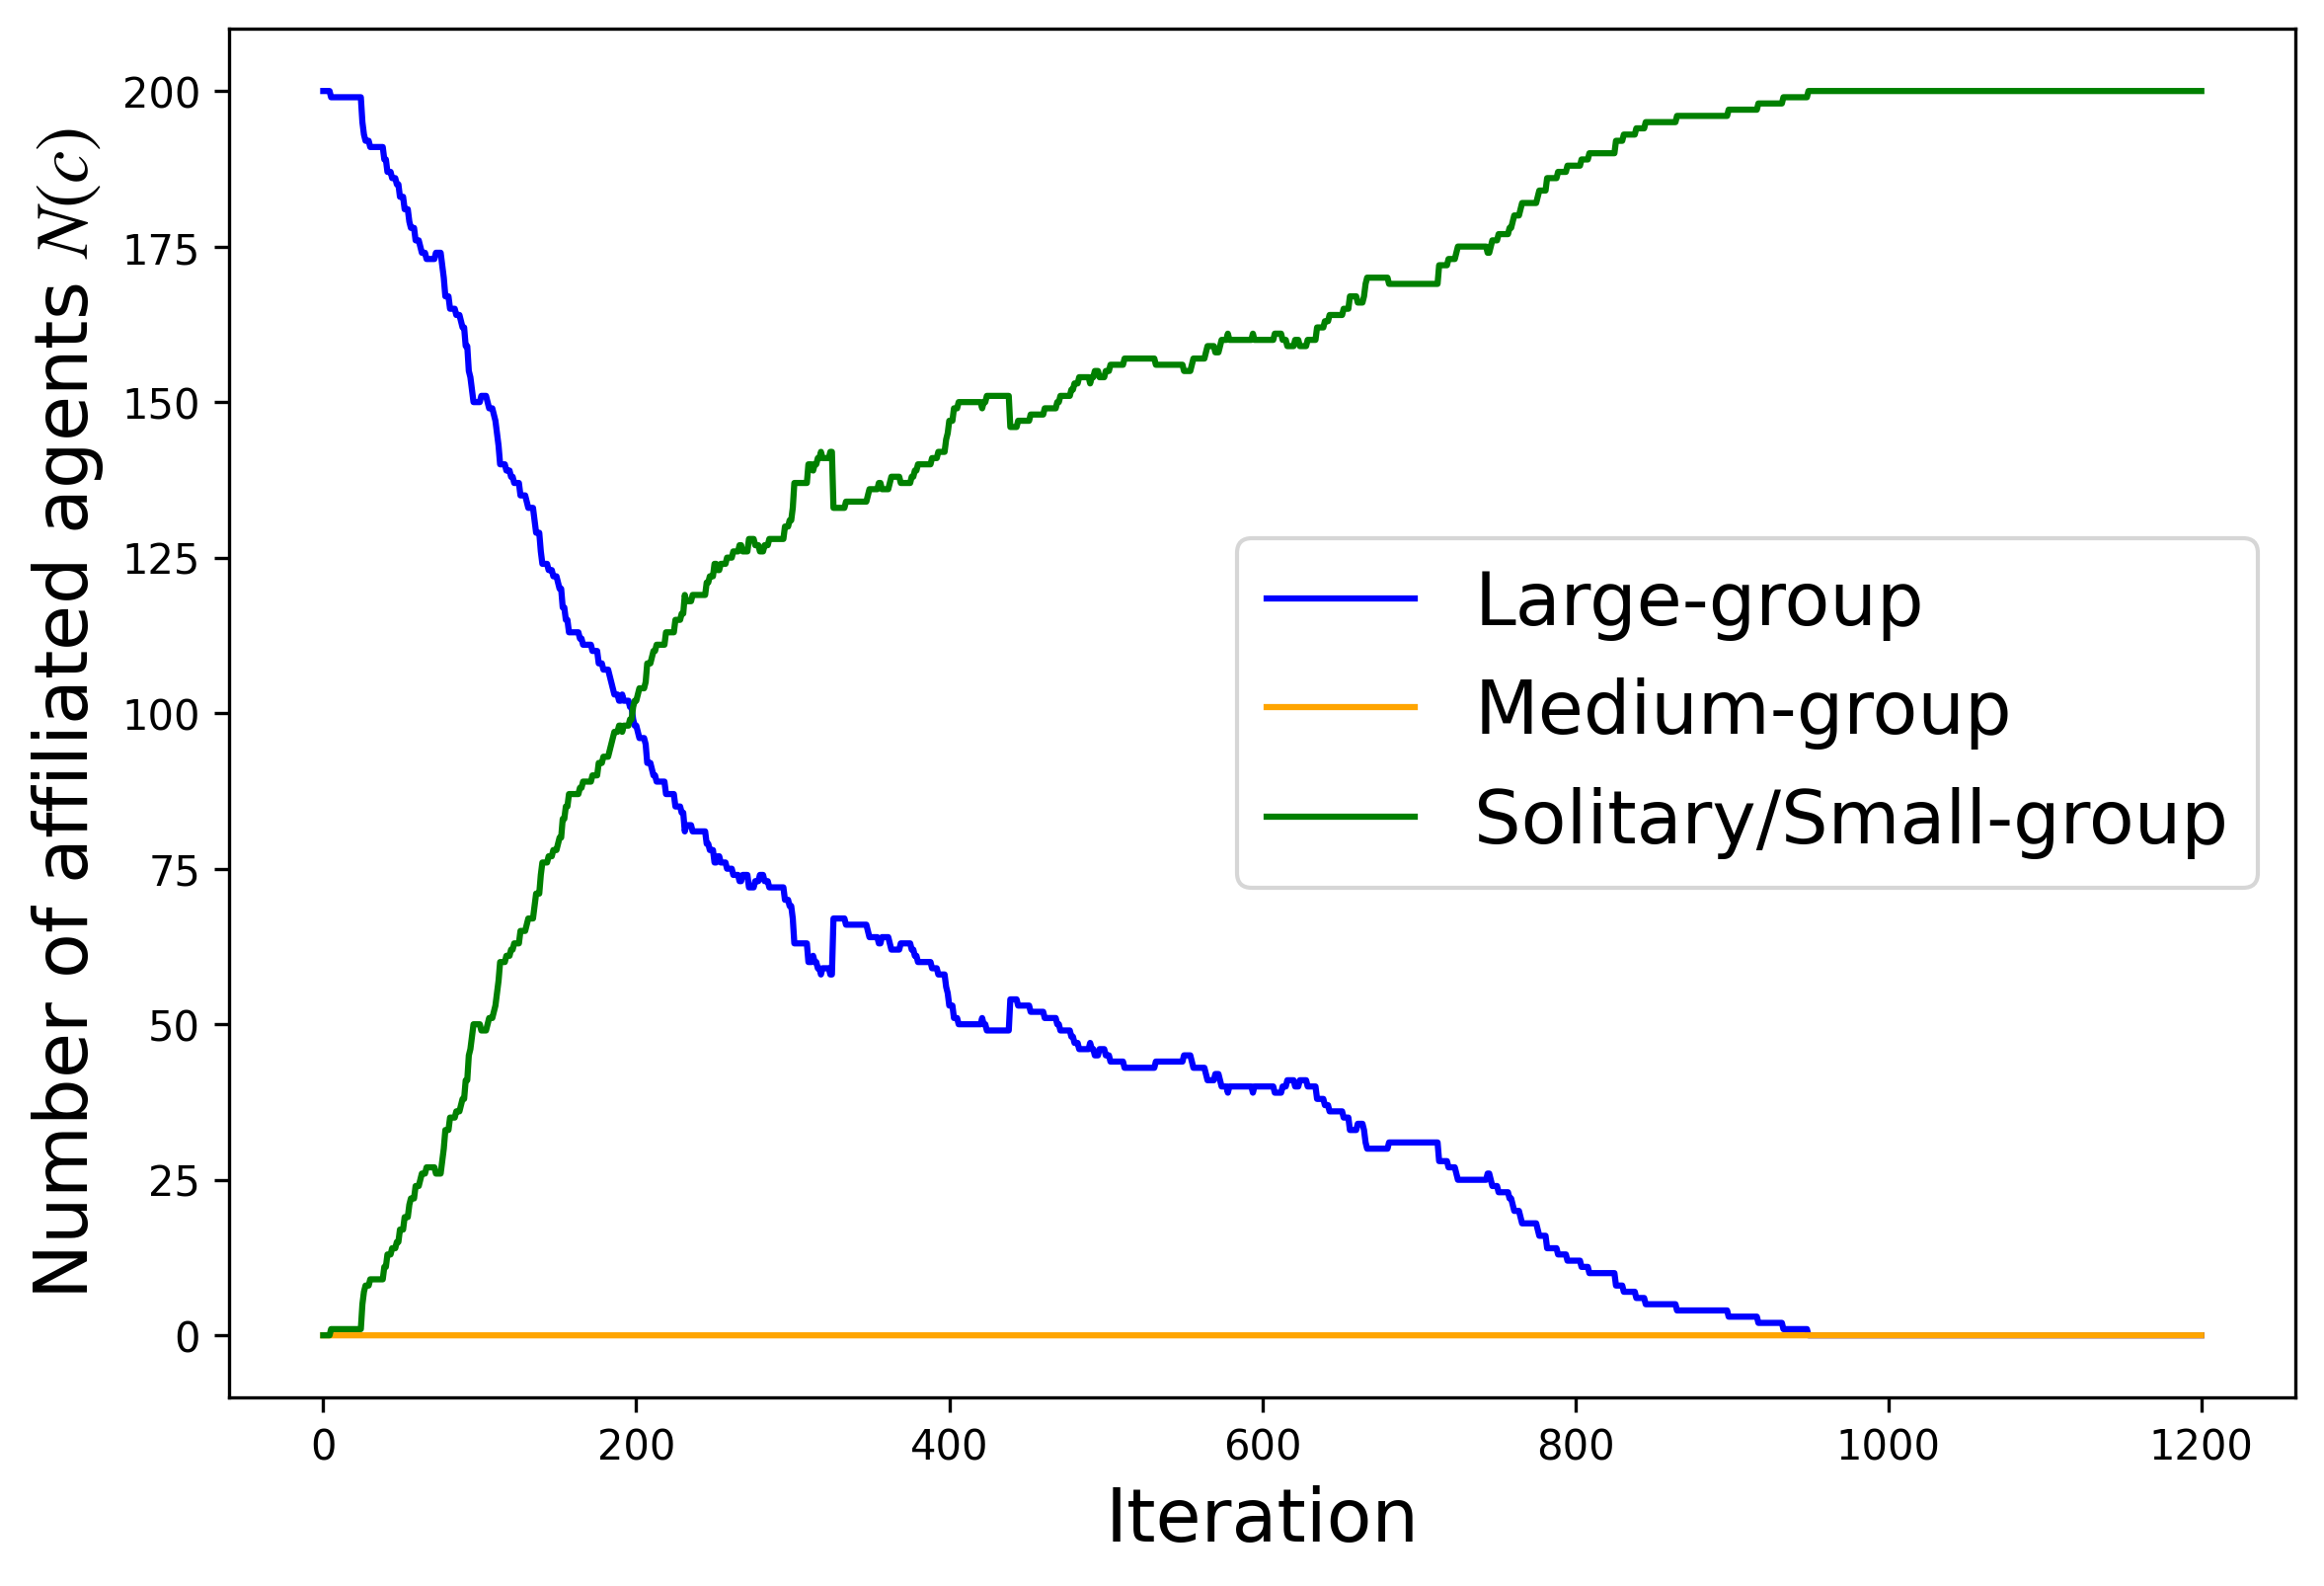 Number of affiliated agents N(c)
200
175
150
125
100
75
50
25
0
Large-group
Medium-group
Solitary/Small-group
0 200 400 600 800 1000 1200
Iteration